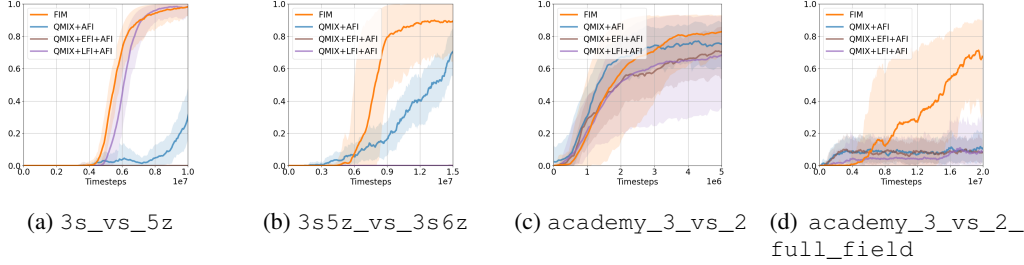 1.0
0.8
0.6
0.4
0.2
0.0
FIM
QMIX+AFI
QMIX+EFI+AFI
QMIX+LFI+AFI
0.0 0.2 0.4 0.6 0.8 1.0
Timesteps 1e7
1.0
0.8
0.6
0.4
0.2
0.0
FIM
QMIX+AFI
QMIX+EFI+AFI
QMIX+LFI+AFI
0.0 0.3 0.6 0.9 1.2 1.5
Timesteps 1e7
1.0
0.8
0.6
0.4
0.2
0.0
FIM
QMIX+AFI
QMIX+EFI+AFI
QMIX+LFI+AFI
0 1 2 3 4 5
Timesteps 1e6
1.0
0.8
0.6
0.4
0.2
0.0
FIM
QMIX+AFI
QMIX+EFI+AFI
QMIX+LFI+AFI
0.0 0.4 0.8 1.2 1.6 2.0
Timesteps 1e7
(a) 3s_vs_5z
(b) 3s5z_vs_3s6z
(c) academy_3_vs_2
(d) academy_3_vs_2_
full_field